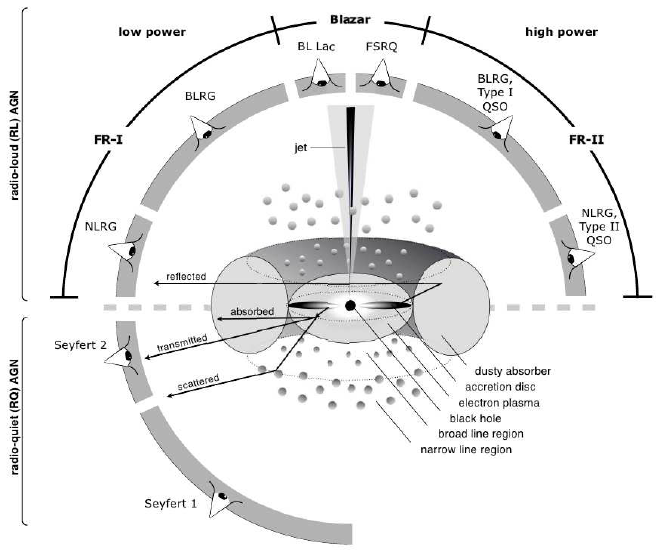 Blazar
low power
high power
BL Lac
FSRQ
BLRG
BLRG,
Type I
QSO
radio-loud (RL) AGN
FR-I
FR-II
jet
NLRG
NLRG,
Type II
QSO
reflected
absorbed
transmitted
scattered
Seyfert 2
dusty absorber
accretion disc
electron plasma
black hole
broad line region
narrow line region
radio-quiet (RQ) AGN
Seyfert 1